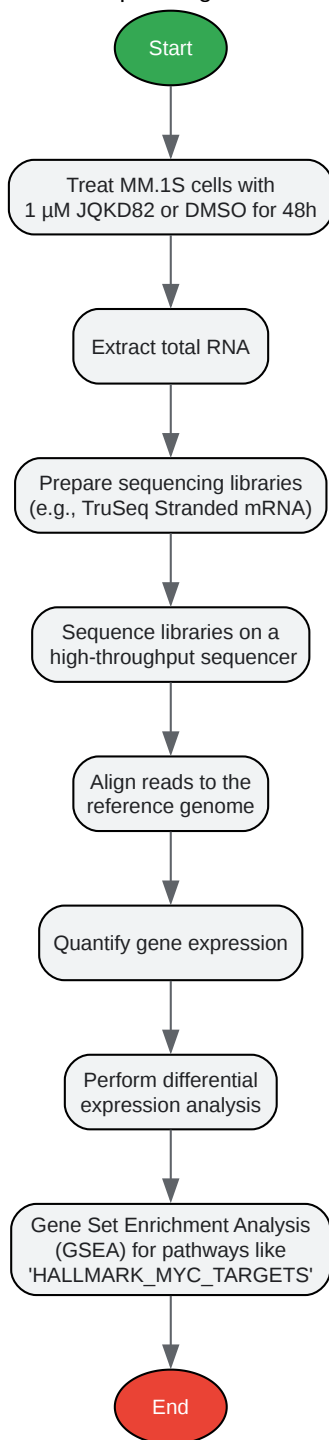 Start
Treat MM.1S cells with
1 µM JQKD82 or DMSO for 48h
Extract total RNA
Prepare sequencing libraries
(e.g., TruSeq Stranded mRNA)
Sequence libraries on a
high-throughput sequencer
Align reads to the
reference genome
Quantify gene expression
Perform differential
expression analysis
Gene Set Enrichment Analysis
(GSEA) for pathways like
'HALLMARK_MYC_TARGETS'
End